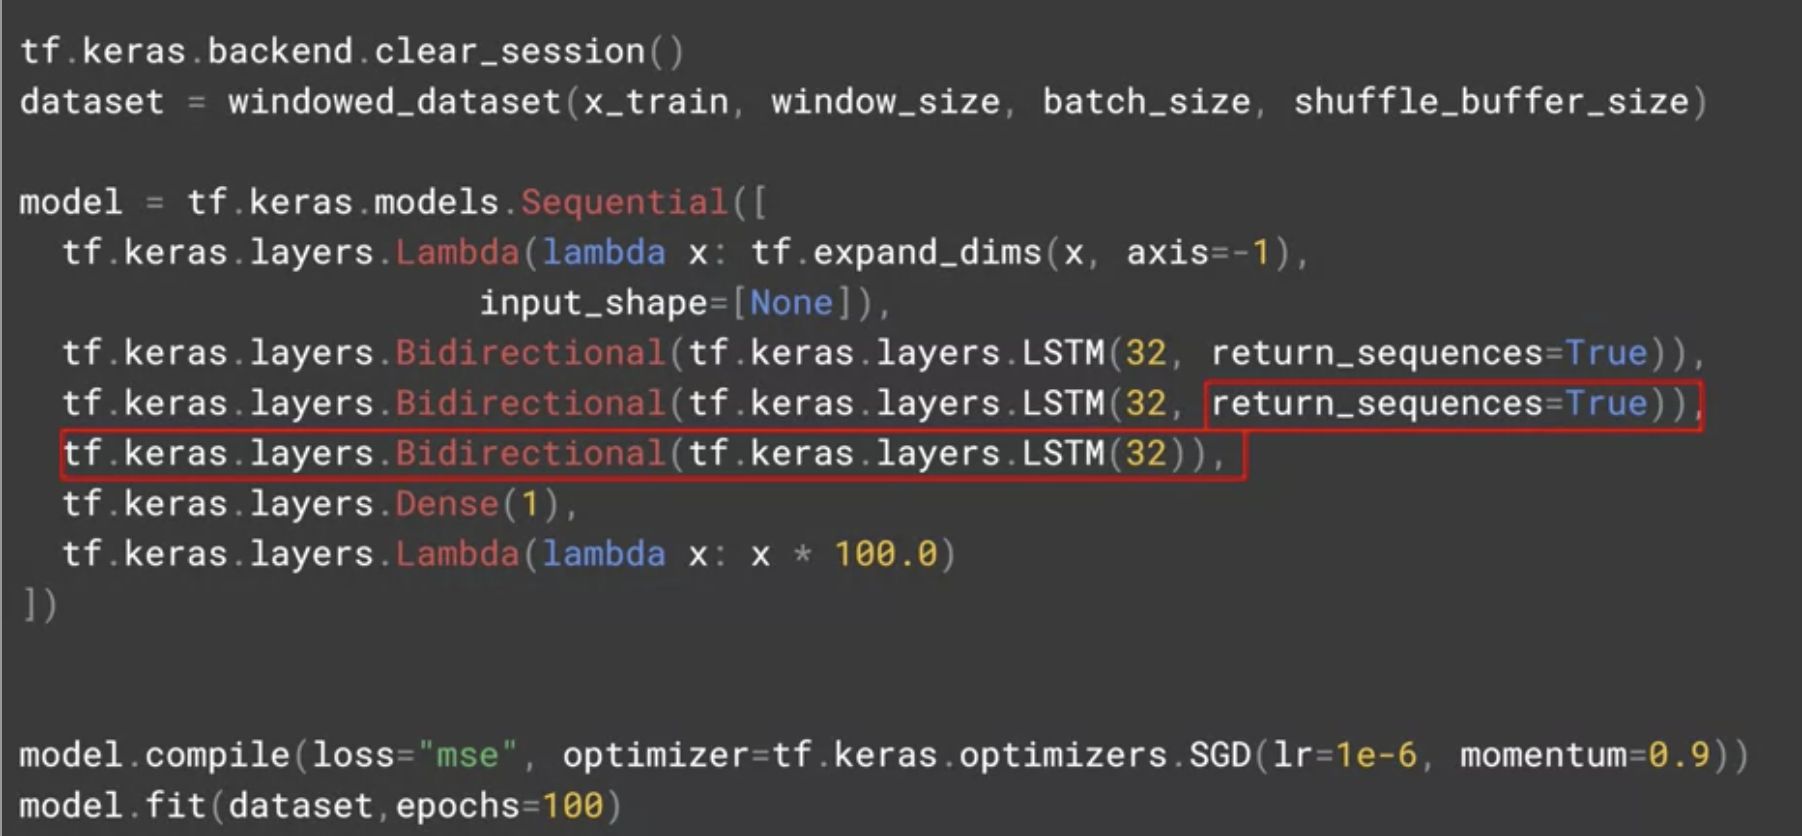 tf.keras.backend.clear_session()
dataset = windowed_dataset(x_train, window_size, batch_size, shuffle_buffer_size)
model = tf.keras.models.Sequential([
  tf.keras.layers.Lambda(lambda x: tf.expand_dims(x, axis=-1),
                      input_shape=[None]),
  tf.keras.layers.Bidirectional(tf.keras.layers.LSTM(32, return_sequences=True)),
  tf.keras.layers.Bidirectional(tf.keras.layers.LSTM(32, return_sequences=True)),
  tf.keras.layers.Bidirectional(tf.keras.layers.LSTM(32)),
  tf.keras.layers.Dense(1),
  tf.keras.layers.Lambda(lambda x: x * 100.0)
])
model.compile(loss="mse", optimizer=tf.keras.optimizers.SGD(lr=1e-6, momentum=0.9))
model.fit(dataset,epochs=100)